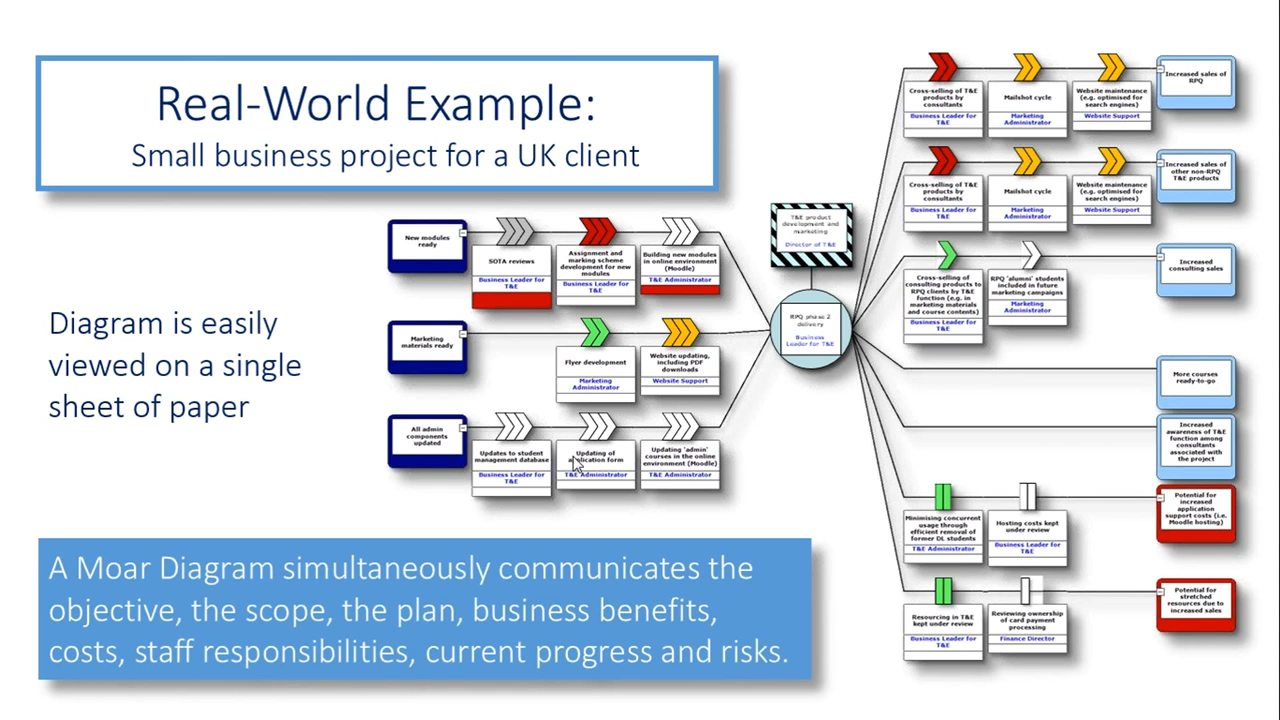 Real-World Example:
Small business project for a UK client
Diagram is easily
viewed on a single
sheet of paper
A Moar Diagram simultaneously communicates the
objective, the scope, the plan, business benefits,
costs, staff responsibilities, current progress and risks.
New modules
ready
SOTA reviews
Business Leader for
T&E
Assignment and
marking scheme
development for new
modules
Business Leader for
T&E
Building new modules
in online environment
(Moodle)
T&E Administrator
Marketing
materials ready
Flyer development
Marketing
Administrator
Website updating,
including PDF
downloads
Website Support
All admin
components
updated
Updates to student
management database
Business Leader for
T&E
Updating of
application form
T&E Administrator
Updating 'admin'
courses in the online
environment (Moodle)
T&E Administrator
T&E product
development and
marketing
Director of T&E
RPQ phase 2
delivery
Business
Leader for T&E
Cross-selling of T&E
products by
consultants
Business Leader for
T&E
Mailshot cycle
Marketing
Administrator
Website maintenance
(e.g. optimised for
search engines)
Website Support
Increased sales of
RPQ
Cross-selling of T&E
products by
consultants
Business Leader for
T&E
Mailshot cycle
Marketing
Administrator
Website maintenance
(e.g. optimised for
search engines)
Website Support
Increased sales of
other non-RPQ
T&E products
Cross-selling of
consulting products to
RPQ clients by T&E
function (e.g. in
marketing materials
and course contents)
Business Leader for
T&E
RPQ 'alumni' students
included in future
marketing campaigns
Marketing
Administrator
Increased
consulting sales
More courses
ready-to-go
Increased
awareness of T&E
function among
consultants
associated with
the project
Minimising concurrent
usage through
efficient removal of
former DL students
T&E Administrator
Hosting costs kept
under review
Business Leader for
T&E
Potential for
increased
application
support costs (i.e.
Moodle hosting)
Resourcing in T&E
kept under review
Business Leader for
T&E
Reviewing ownership
of card payment
processing
Finance Director
Potential for
stretched
resources due to
increased sales